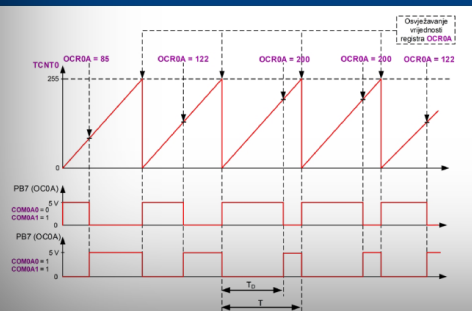 Osvježavanje
vrijednosti
registra OCR0A
OCR0A = 85
OCR0A = 122
OCR0A = 200
OCR0A = 200
OCR0A = 122
TCNT0
255
0
PB7 (OC0A)
5 V
COM0A0 = 0
COM0A1 = 1
0
PB7 (OC0A)
5 V
COM0A0 = 1
COM0A1 = 1
0
TD
T